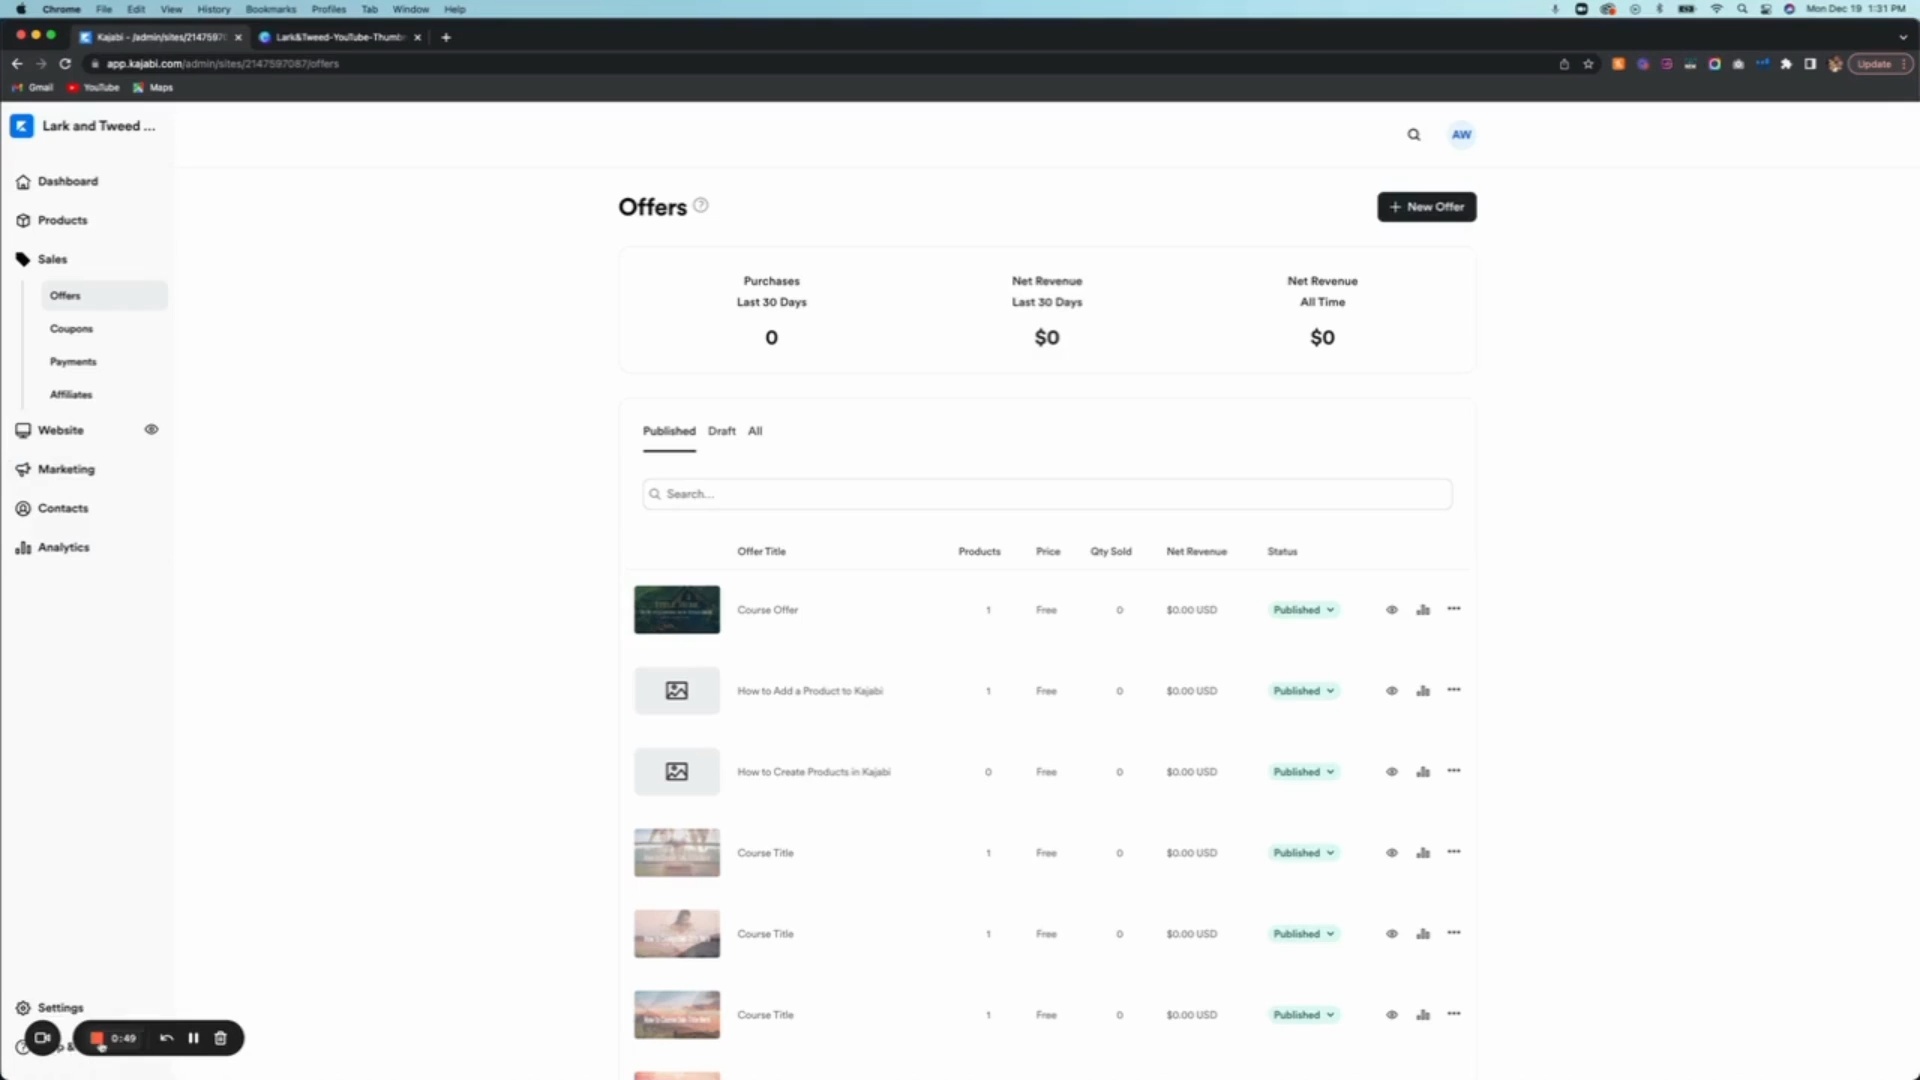 Chrome File Edit View History Bookmarks Profiles Tab Window Help Mon Dec 19 1:31 PM
Kajabi - /admin/sites/21475970 Lark&Tweed-YouTube-Thumb
app.kajabi.com/admin/sites/2147597087/offers Update
Gmail YouTube Maps
Lark and Tweed ...
AW
Dashboard
Products
Sales
Offers
Coupons
Payments
Affiliates
Website
Marketing
Contacts
Analytics
Settings
0:49
Offers ?
+ New Offer
Purchases
Last 30 Days
0
Net Revenue
Last 30 Days
$0
Net Revenue
All Time
$0
Published Draft All
Search...
Offer Title Products Price Qty Sold Net Revenue Status
Course Offer 1 Free 0 $0.00 USD Published
How to Add a Product to Kajabi 1 Free 0 $0.00 USD Published
How to Create Products in Kajabi 0 Free 0 $0.00 USD Published
Course Title 1 Free 0 $0.00 USD Published
Course Title 1 Free 0 $0.00 USD Published
Course Title 1 Free 0 $0.00 USD Published